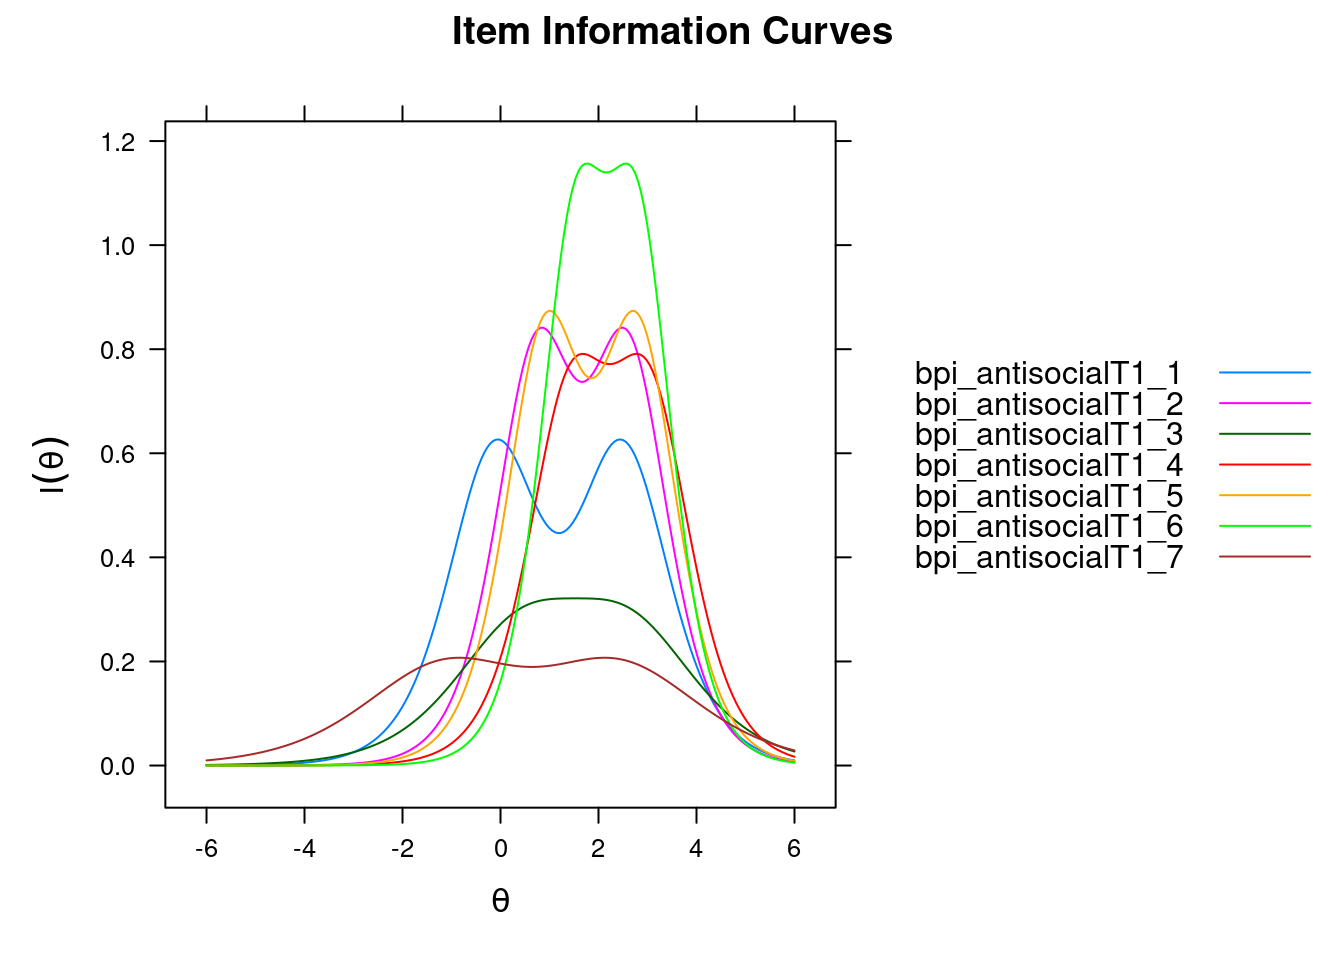 Item Information Curves
1.2
1.0
0.8
0.6
0.4
0.2
0.0
I(θ)
-6 -4 -2 0 2 4 6
θ
bpi_antisocialT1_1
bpi_antisocialT1_2
bpi_antisocialT1_3
bpi_antisocialT1_4
bpi_antisocialT1_5
bpi_antisocialT1_6
bpi_antisocialT1_7